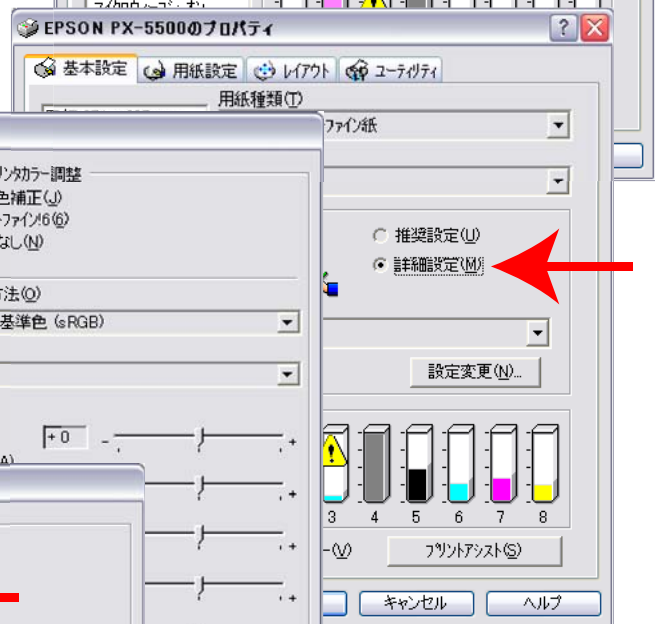 EPSON PX-5500のプロパティ
基本設定
用紙設定
レイアウト
ユーティリティ
用紙種類(T)
ファイン紙
推奨設定(U)
詳細設定(M)
設定変更(N)...
3 4 5 6 7 8
(V)
プリントアシスト(S)
キャンセル
ヘルプ
カラー調整
色補正(J)
ファイン!6(6)
なし(N)
方法(O)
基準色 (sRGB)
+0
- +
+
+
+